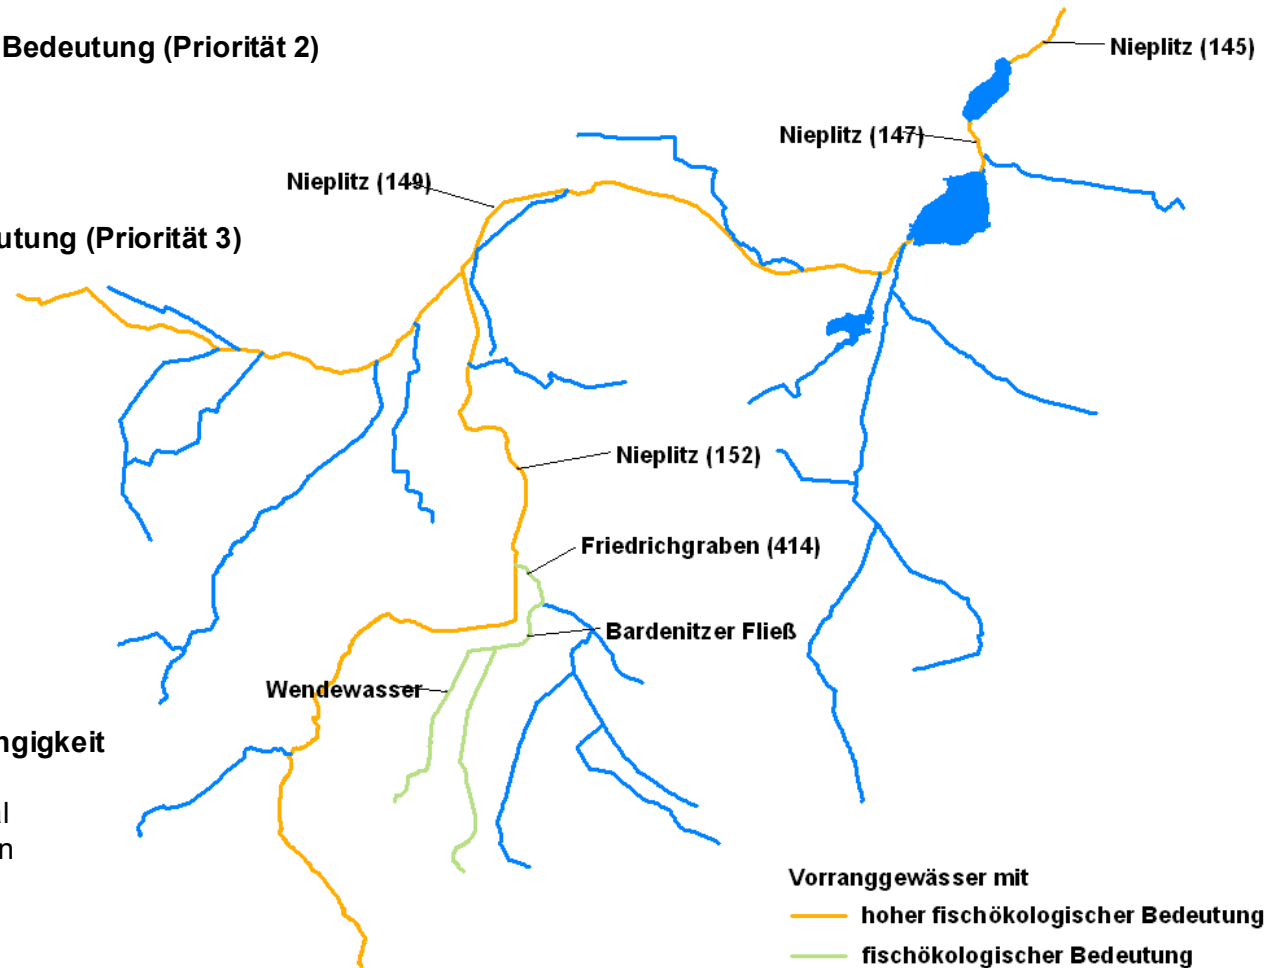 Bedeutung (Priorität 2)
Nieplitz (145)
Nieplitz (147)
Nieplitz (149)
utung (Priorität 3)
Nieplitz (152)
Friedrichgraben (414)
Bardenitzer Fließ
Wendewasser
ngigkeit
al
n
Vorranggewässer mit
hoher fischökologischer Bedeutung
fischökologischer Bedeutung